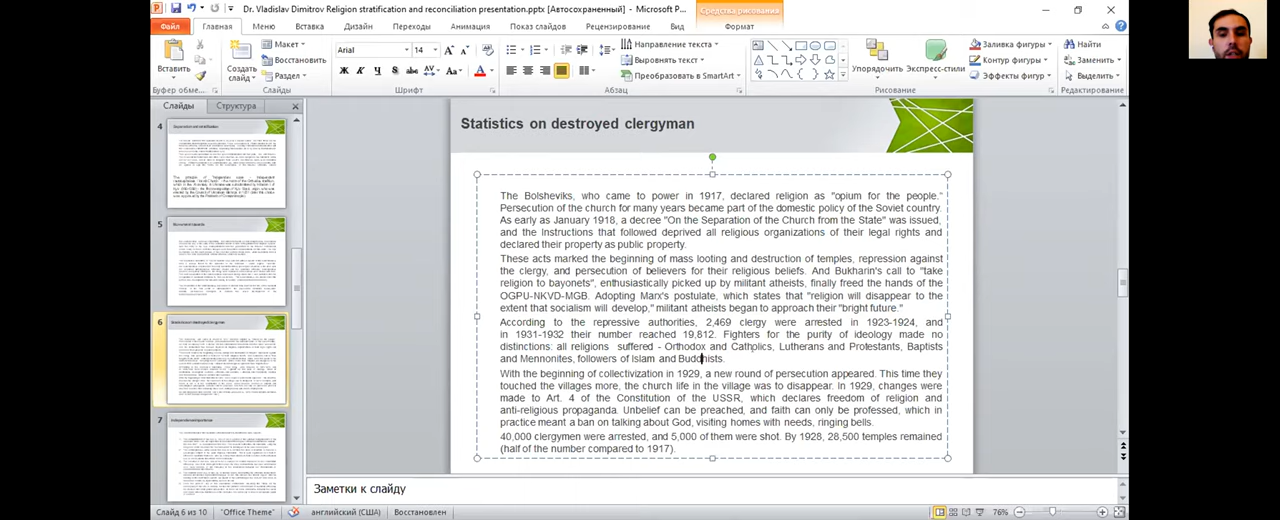 Dr. Vladislav Dimitrov Religion stratification and reconciliation presentation.pptx [Автосохраненный] - Microsoft P...
Средства рисования
Файл Главная Меню Вставка Дизайн Переходы Анимация Показ слайдов Рецензирование Вид Формат
Вставить
Буфер обме...
Создать слайд
Макет
Восстановить
Раздел
Слайды
Arial 14
Ж К Ч S abc AV Aa A
Шрифт
Направление текста
Выровнять текст
Преобразовать в SmartArt
Абзац
Упорядочить
Экспресс-стили
Заливка фигуры
Контур фигуры
Эффекты фигур
Рисование
Найти
Заменить
Выделить
Редактирование
Слайды Структура
4
5
6
7
Statistics on destroyed clergyman
The Bolsheviks, who came to power in 1917, declared religion as "opium for the people."
Persecution of the church for many years became part of the domestic policy of the Soviet country.
As early as January 1918, a decree "On the Separation of the Church from the State" was issued,
and the Instructions that followed deprived all religious organizations of their legal rights and
declared their property as public property.
These acts marked the beginning of mass looting and destruction of temples, repression against
the clergy, and persecution of people for their religious beliefs. And Bukharin's call to "take
religion to bayonets", enthusiastically picked up by militant atheists, finally freed the hands of the
OGPU-NKVD-MGB. Adopting Marx's postulate, which states that "religion will disappear to the
extent that socialism will develop," militant atheists began to approach their "bright future."
According to the repressive authorities, 2,469 clergy were arrested in 1923-1924, and
in 1931-1932 their number reached 19,812. Fighters for the purity of ideology made no
distinctions: all religions suffered - Orthodox and Catholics, Lutherans and Protestants, Baptists
and Mennonites, followers of Islam and Buddhists.
With the beginning of collectivization in 1929, a new round of persecution appeared. This time they
touched the villages more. Church life in the village was to disappear. In 1929, changes were
made to Art. 4 of the Constitution of the USSR, which declares freedom of religion and
anti-religious propaganda. Unbelief can be preached, and faith can only be professed, which in
practice meant a ban on talking about God, visiting homes with needs, ringing bells.
were shot. By 1928, 28,500 temples remained
(half of the number compared to 1917).
Заметки к слайду
Слайд 6 из 10 "Office Theme" английский (США) Восстановлен 76%